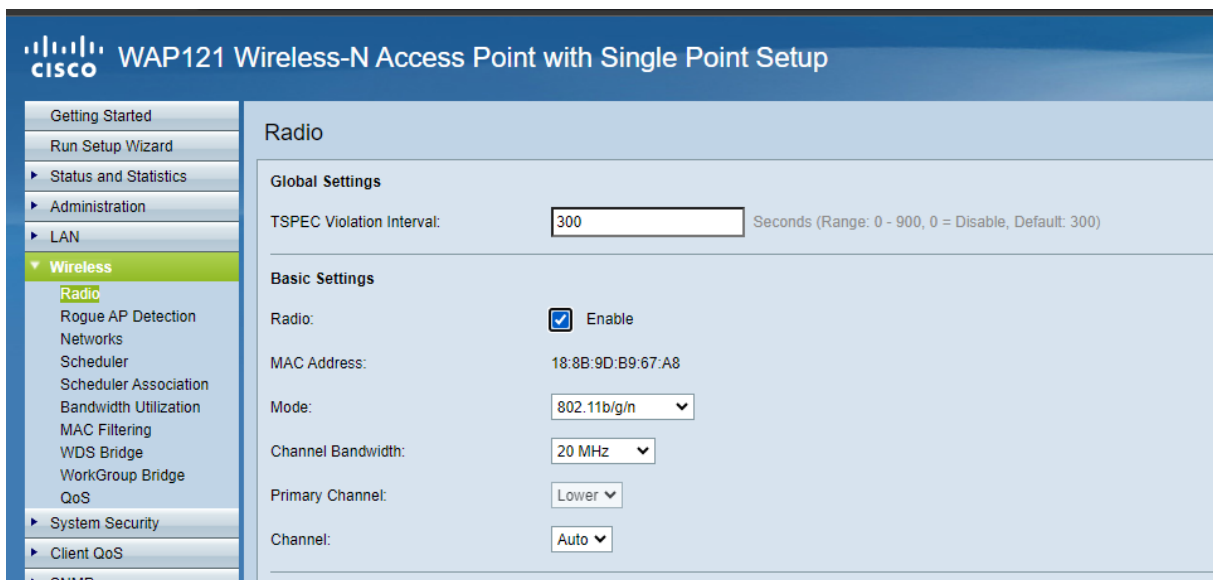 CISCO WAP121 Wireless-N Access Point with Single Point Setup
Getting Started
Run Setup Wizard
Status and Statistics
Administration
LAN
Wireless
Radio
Rogue AP Detection
Networks
Scheduler
Scheduler Association
Bandwidth Utilization
MAC Filtering
WDS Bridge
WorkGroup Bridge
QoS
System Security
Client QoS
Radio
Global Settings
TSPEC Violation Interval: 300 Seconds (Range: 0 - 900, 0 = Disable, Default: 300)
Basic Settings
Radio: Enable
MAC Address: 18:8B:9D:B9:67:A8
Mode: 802.11b/g/n
Channel Bandwidth: 20 MHz
Primary Channel: Lower
Channel: Auto